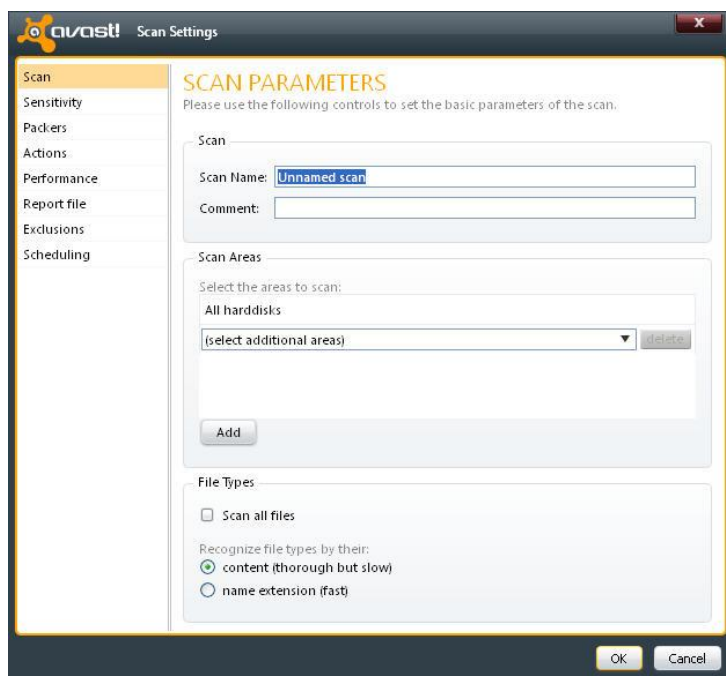 avast! Scan Settings
x
Scan
Sensitivity
Packers
Actions
Performance
Report file
Exclusions
Scheduling
SCAN PARAMETERS
Please use the following controls to set the basic parameters of the scan.
Scan
Scan Name: Unnamed scan
Comment:
Scan Areas
Select the areas to scan:
All harddisks
(select additional areas) delete
Add
File Types
Scan all files
Recognize file types by their:
content (thorough but slow)
name extension (fast)
OK Cancel